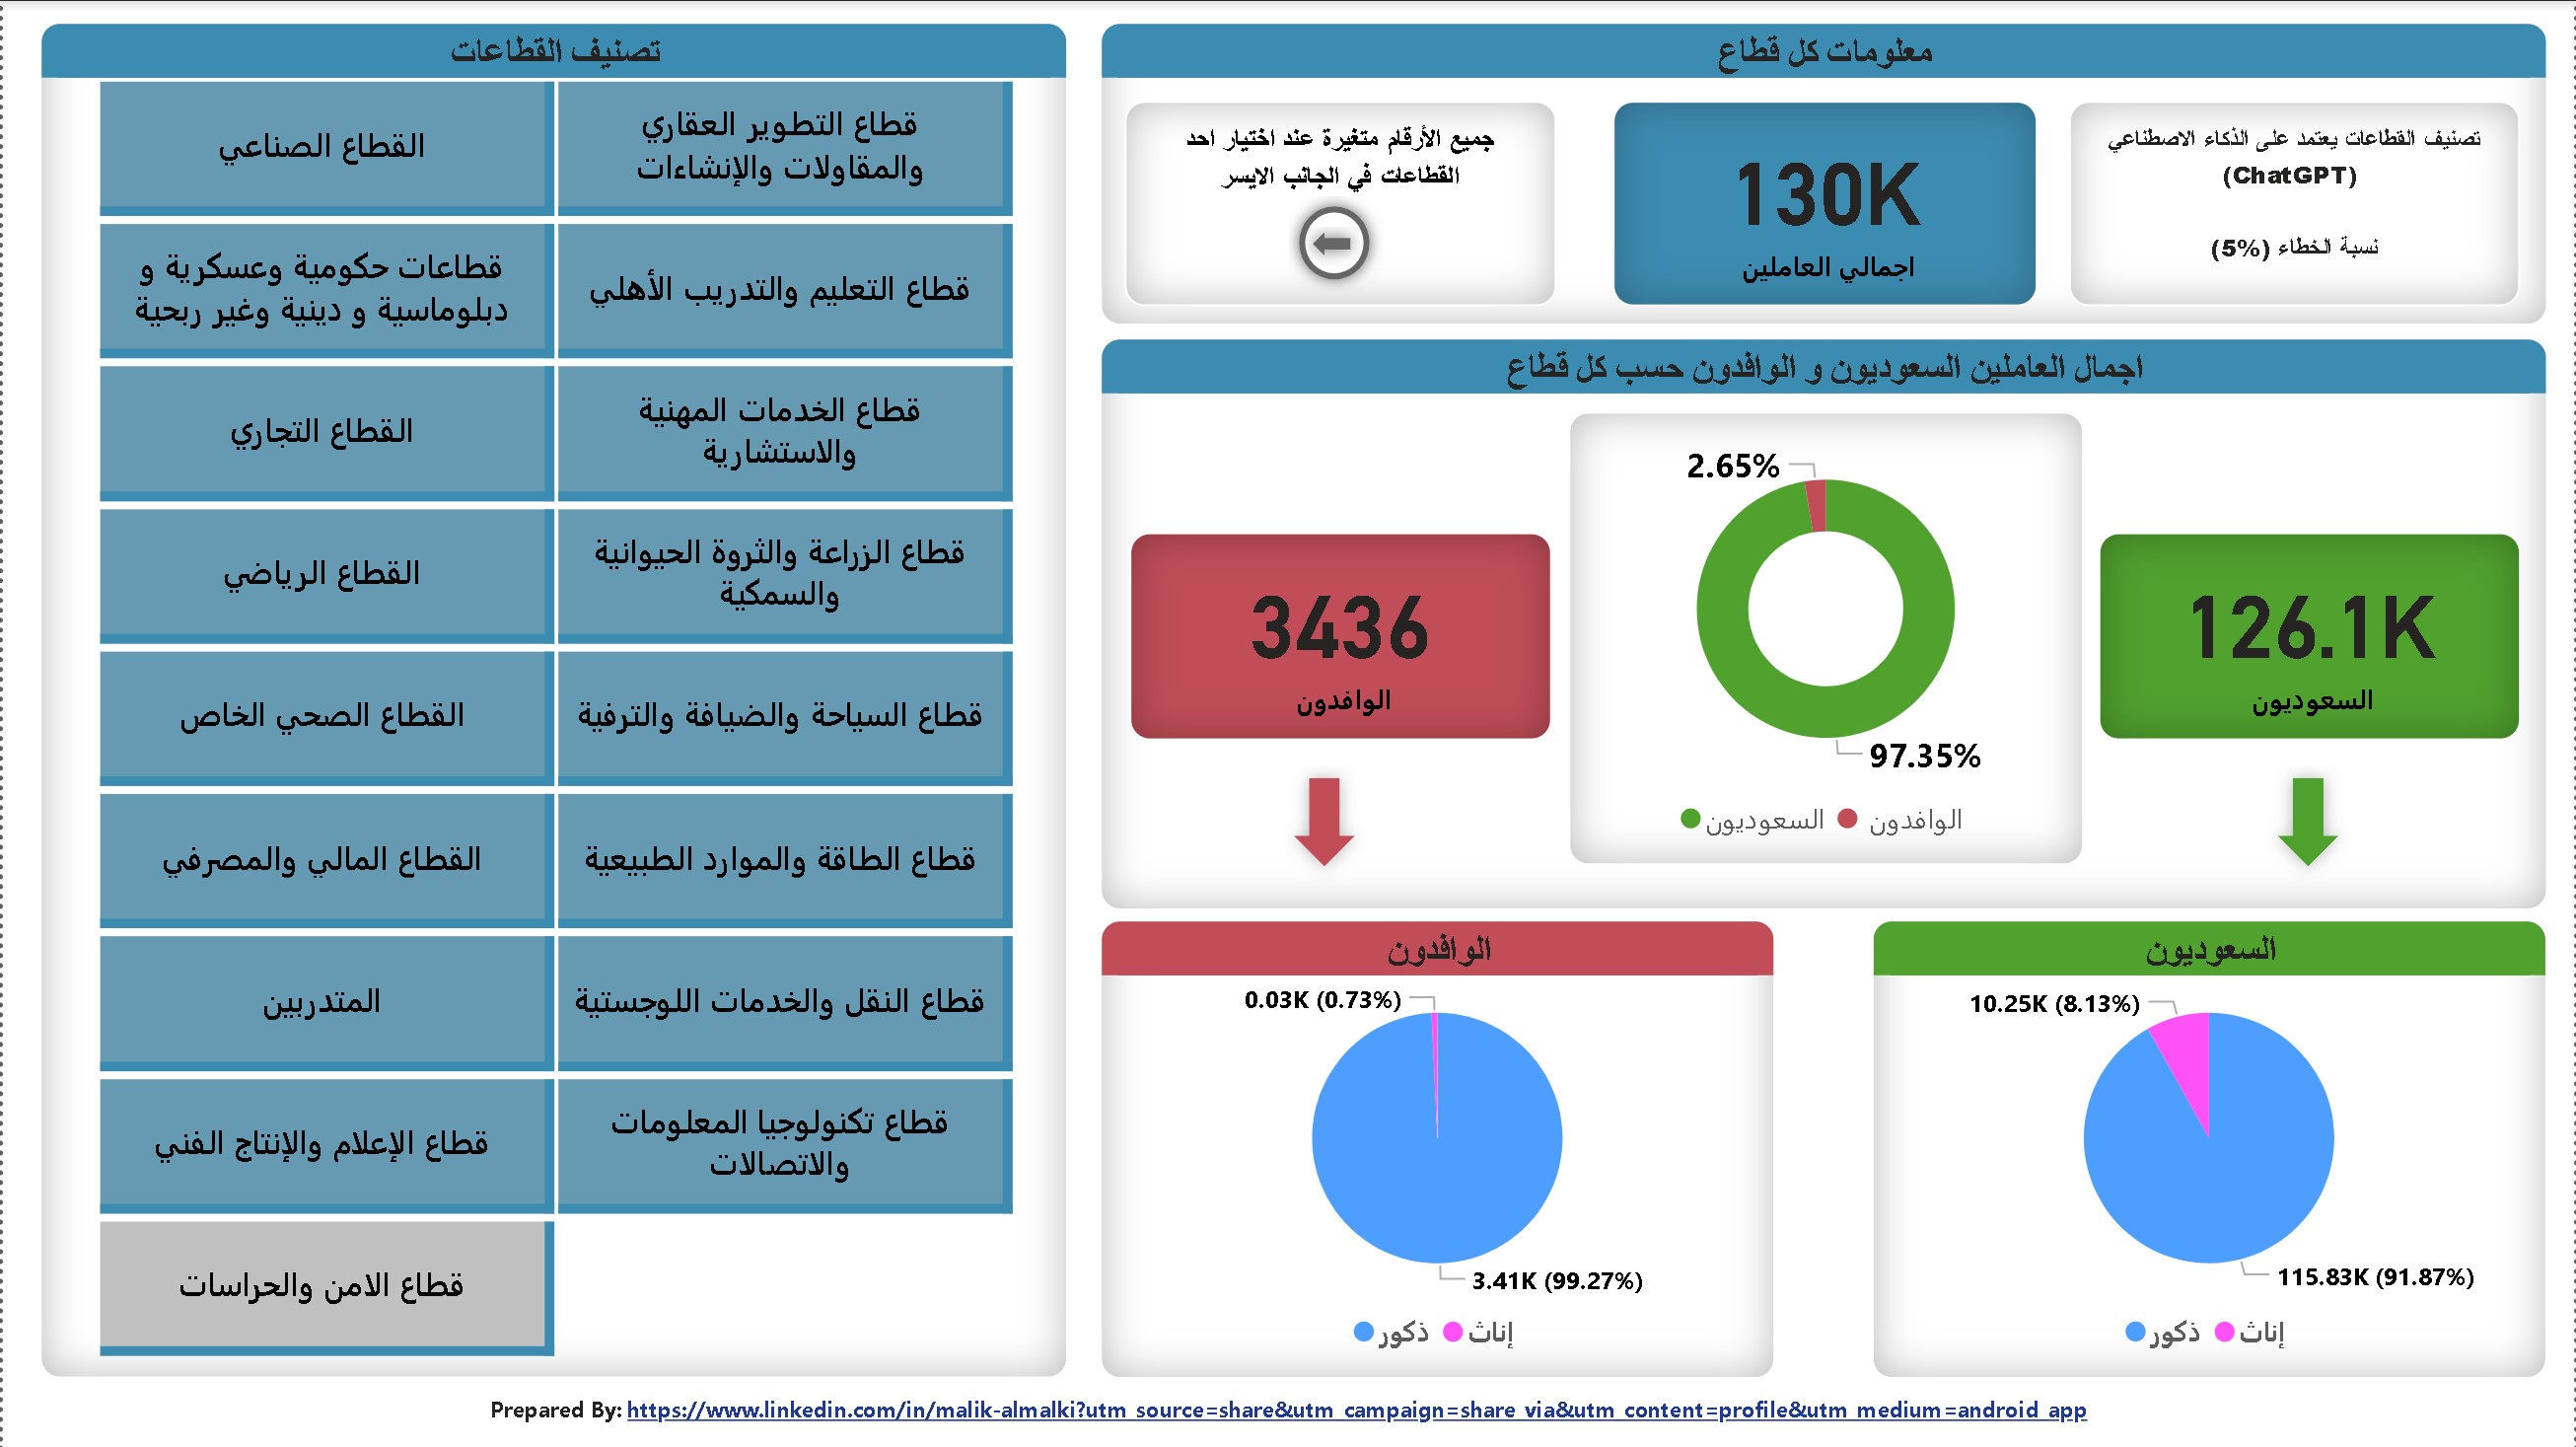 معلومات كل قطاع
تصنيف القطاعات يعتمد على الذكاء الاصطناعي
(ChatGPT)
نسبة الخطاء (5%)
130K
اجمالي العاملين
جميع الأرقام متغيرة عند اختيار احد
القطاعات في الجانب الايسر
اجمال العاملين السعوديون و الوافدون حسب كل قطاع
126.1K
السعوديون
2.65%
97.35%
السعوديون
الوافدون
3436
الوافدون
السعوديون
10.25K (8.13%)
115.83K (91.87%)
ذكور
إناث
الوافدون
0.03K (0.73%)
3.41K (99.27%)
ذكور
إناث
تصنيف القطاعات
قطاع التطوير العقاري
والمقاولات والإنشاءات
القطاع الصناعي
قطاع التعليم والتدريب الأهلي
قطاعات حكومية وعسكرية و
دبلوماسية و دينية وغير ربحية
قطاع الخدمات المهنية
والاستشارية
القطاع التجاري
قطاع الزراعة والثروة الحيوانية
والسمكية
القطاع الرياضي
قطاع السياحة والضيافة والترفية
القطاع الصحي الخاص
قطاع الطاقة والموارد الطبيعية
القطاع المالي والمصرفي
قطاع النقل والخدمات اللوجستية
المتدربين
قطاع تكنولوجيا المعلومات
والاتصالات
قطاع الإعلام والإنتاج الفني
قطاع الامن والحراسات
Prepared By: https://www.linkedin.com/in/malik-almalki?utm_source=share&utm_campaign=share_via&utm_content=profile&utm_medium=android_app